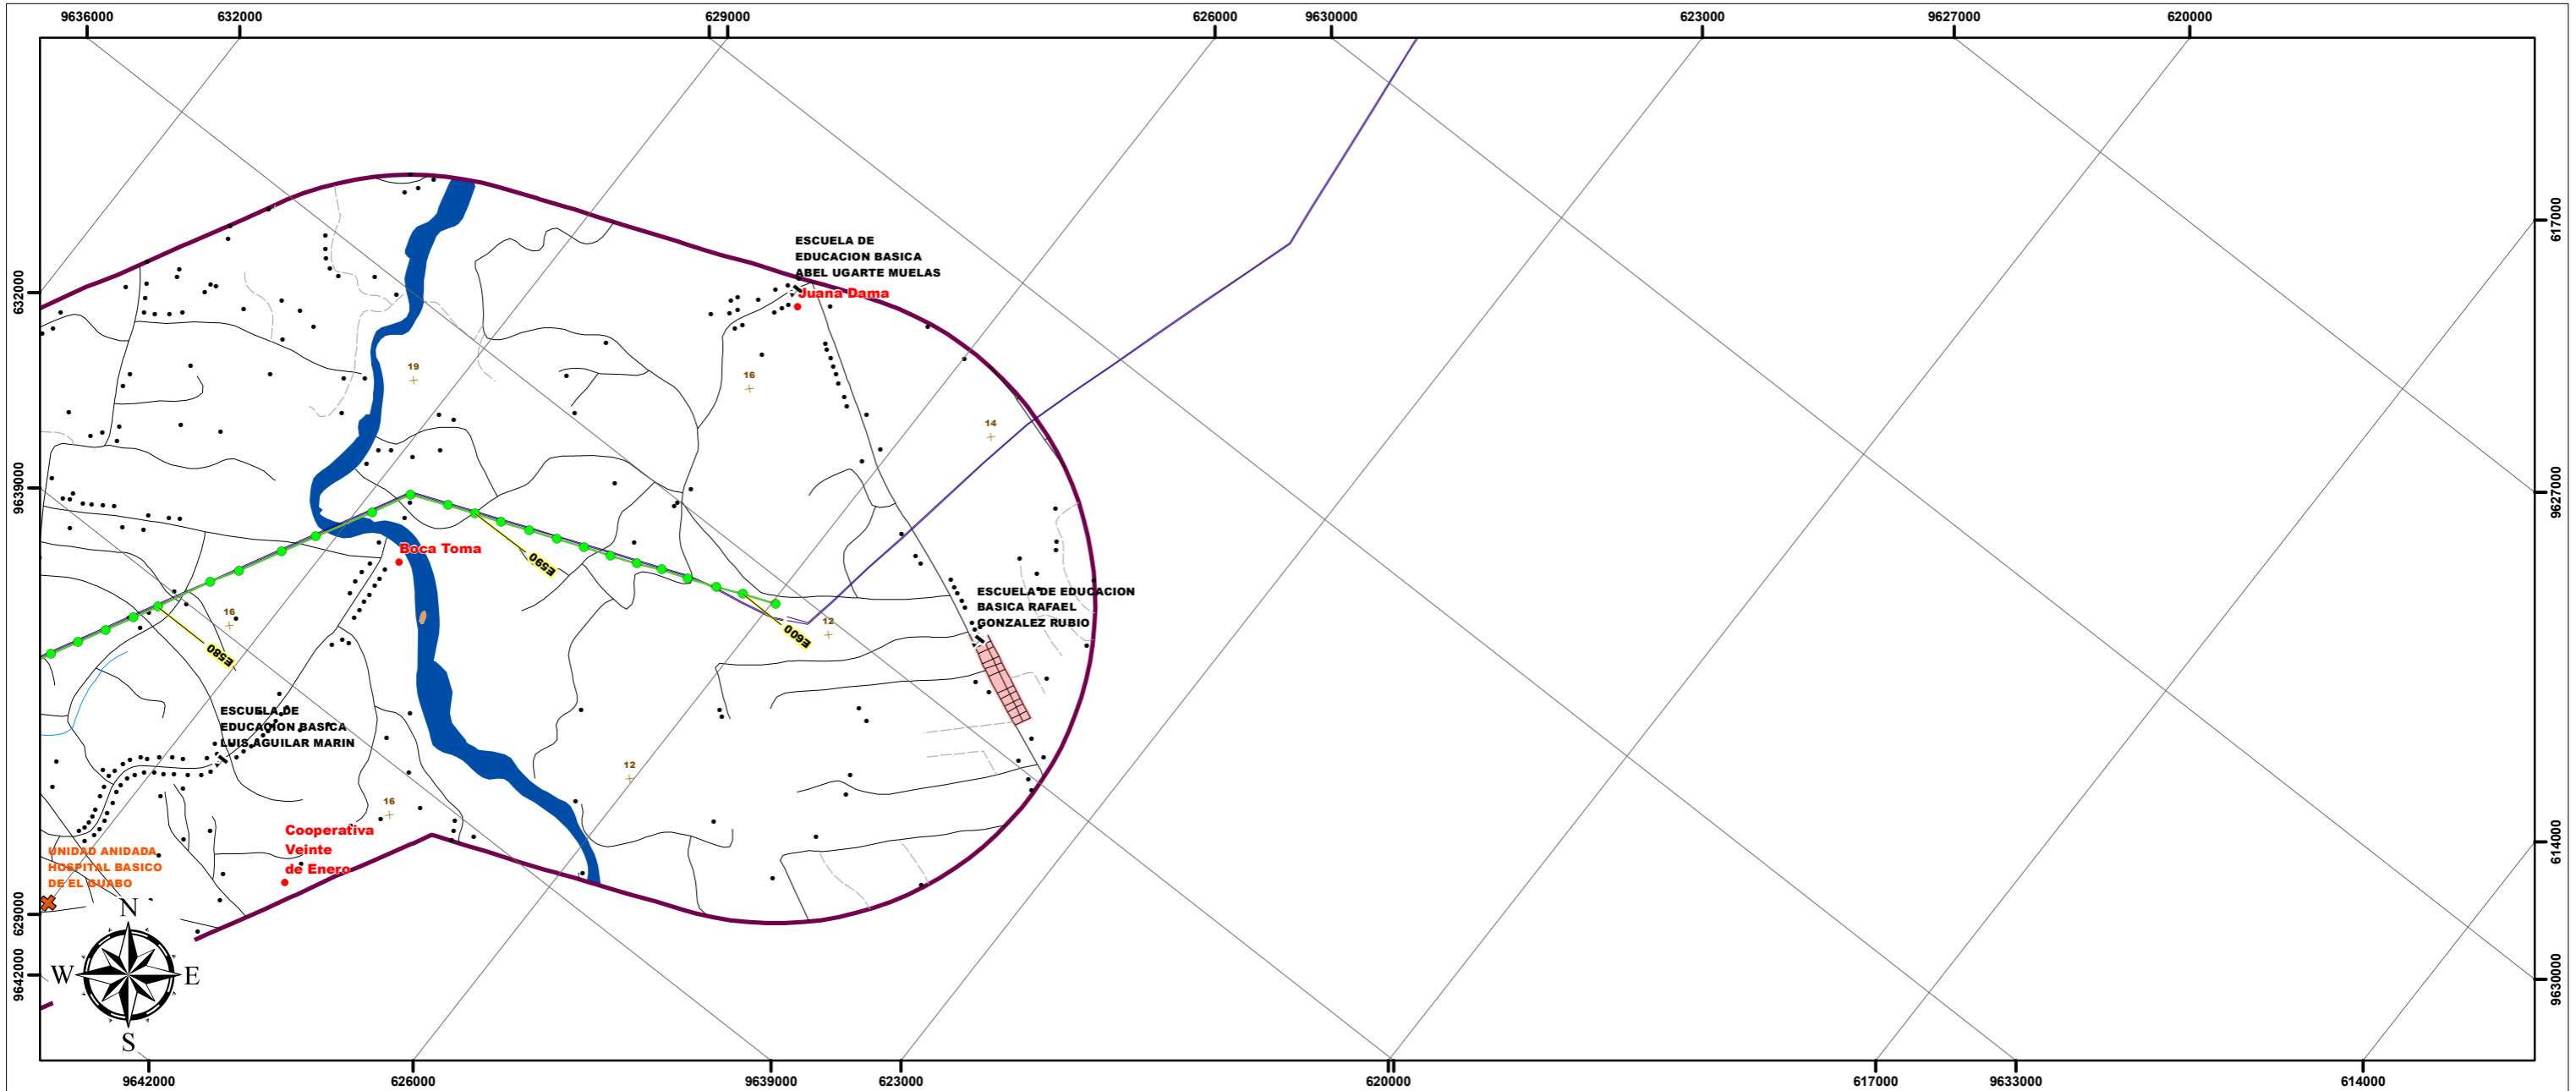 9636000
632000
629000
626000
9630000
623000
9627000
620000
617000
632000
9639000
9627000
614000
629000
9642000
9630000
ESCUELA DE
EDUCACION BASICA
ABEL UGARTE MUELAS
Juana Dama
19
16
14
E590
Boca Toma
ESCUELA DE EDUCACION
BASICA RAFAEL
GONZALEZ RUBIO
16
12
E580
E600
ESCUELA DE
EDUCACION BASICA
LUIS AGUILAR MARIN
12
16
Cooperativa
Veinte
de Enero
UNIDAD ANIDADA
HOSPITAL BASICO
DE EL GUABO
N
W
E
S
9642000
626000
9639000
623000
620000
617000
9633000
614000